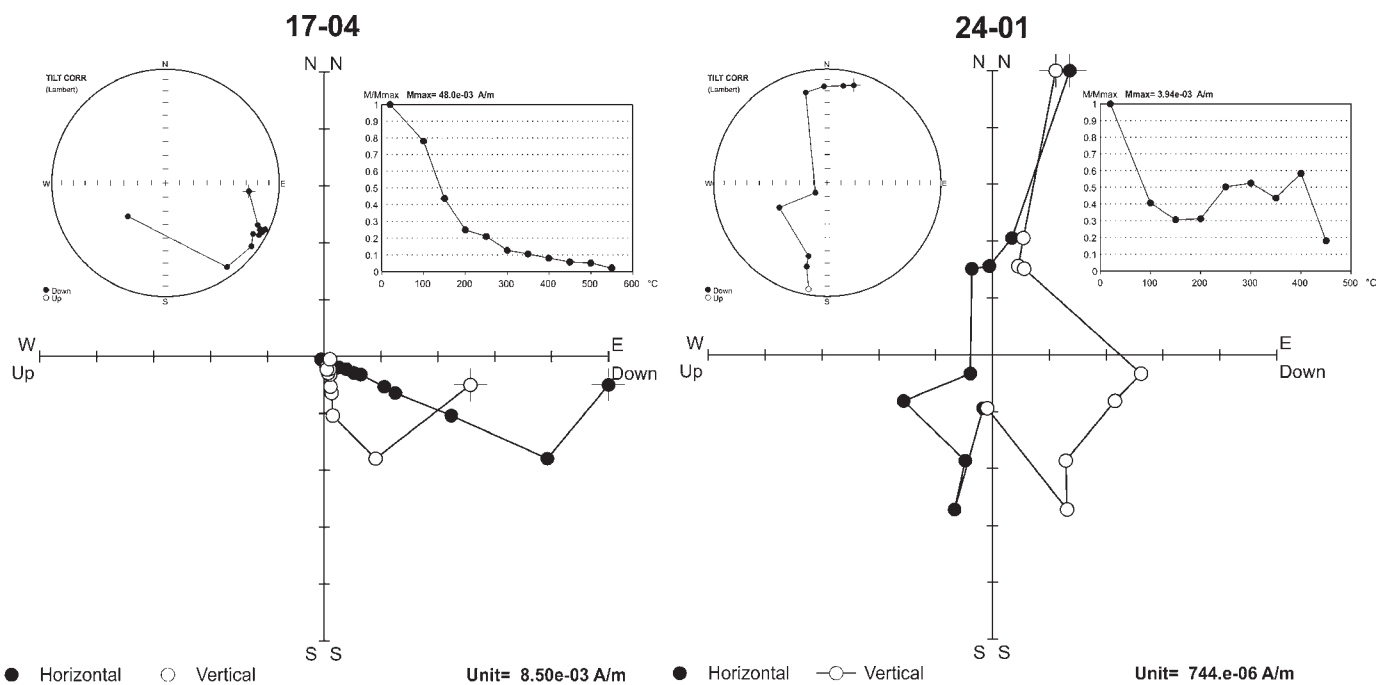 17-04
TILT CORR
(Lambert)
N
W
E
S
Down
Up
M/Mmax Mmax= 48.0e-03 A/m
1
0.9
0.8
0.7
0.6
0.5
0.4
0.3
0.2
0.1
0
0 100 200 300 400 500 600 °C
N N
W
Up
E
Down
S S
Horizontal Vertical Unit= 8.50e-03 A/m
24-01
TILT CORR
(Lambert)
N
W
E
S
Down
Up
M/Mmax Mmax= 3.94e-03 A/m
1
0.9
0.8
0.7
0.6
0.5
0.4
0.3
0.2
0.1
0
0 100 200 300 400 500 °C
N N
W
Up
E
Down
S S
Horizontal Vertical Unit= 744.e-06 A/m